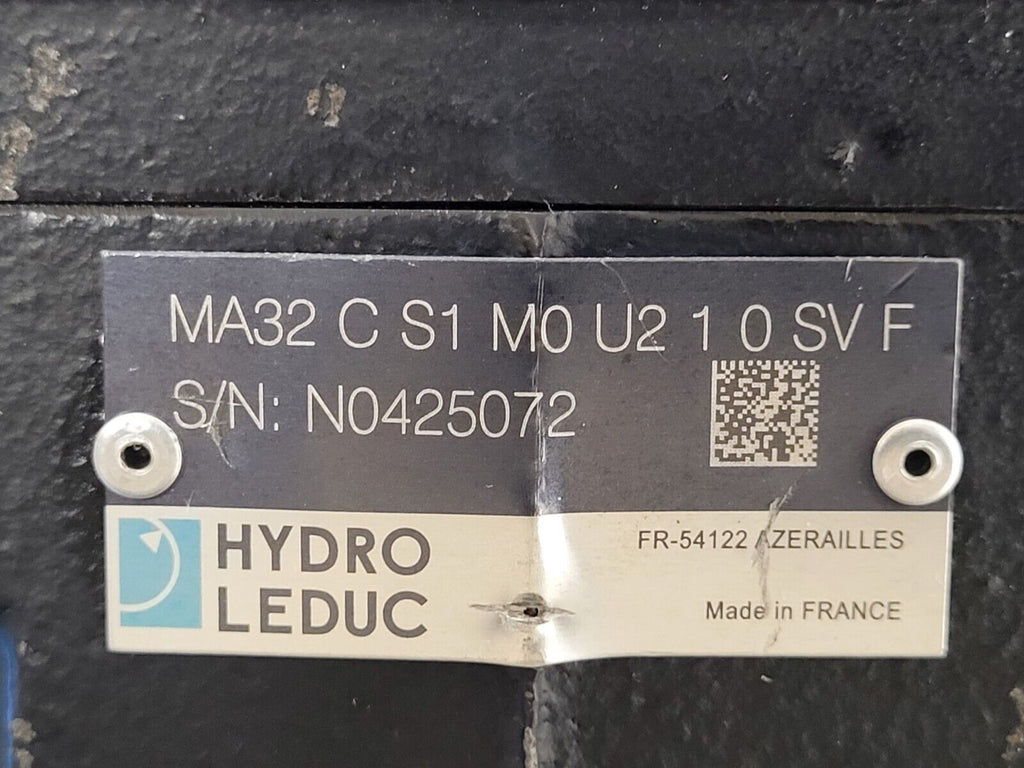 MA32 C S1 M0 U2 1 0 SV F
S/N: N0425072
HYDRO
LEDUC
FR-54122 AZERAILLES
Made in FRANCE